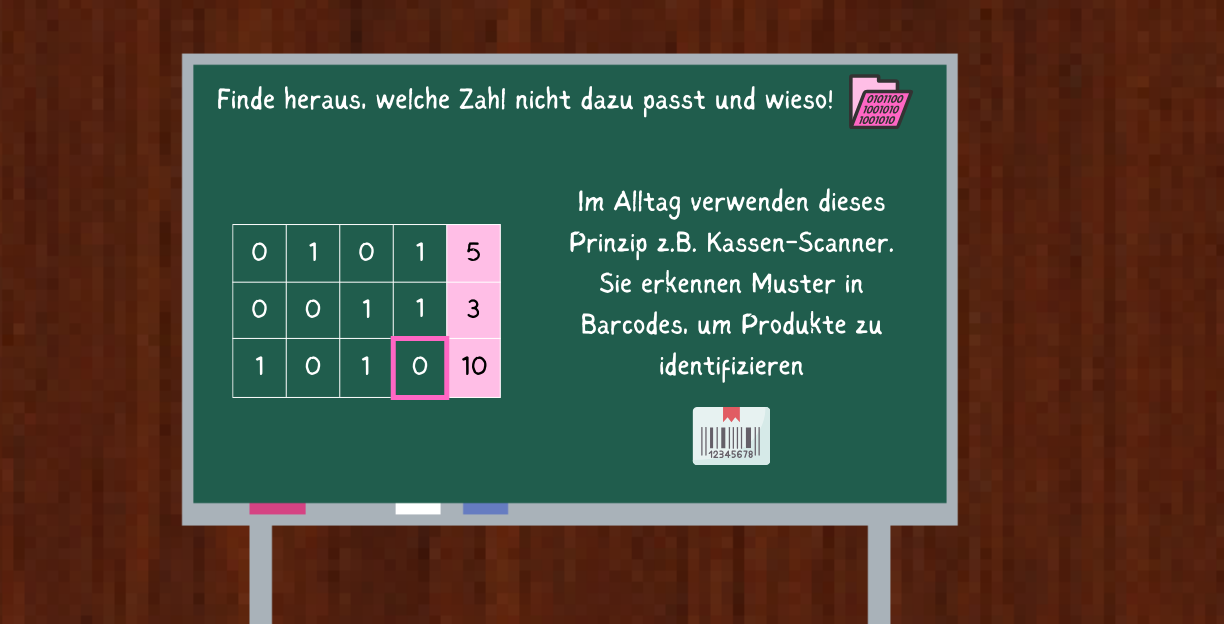 Finde heraus, welche Zahl nicht dazu passt und wieso!
0101100
1001010
1001010
0 1 0 1 5
0 0 1 1 3
1 0 1 0 10
Im Alltag verwenden dieses
Prinzip z.B. Kassen-Scanner.
Sie erkennen Muster in
Barcodes, um Produkte zu
identifizieren
12345678